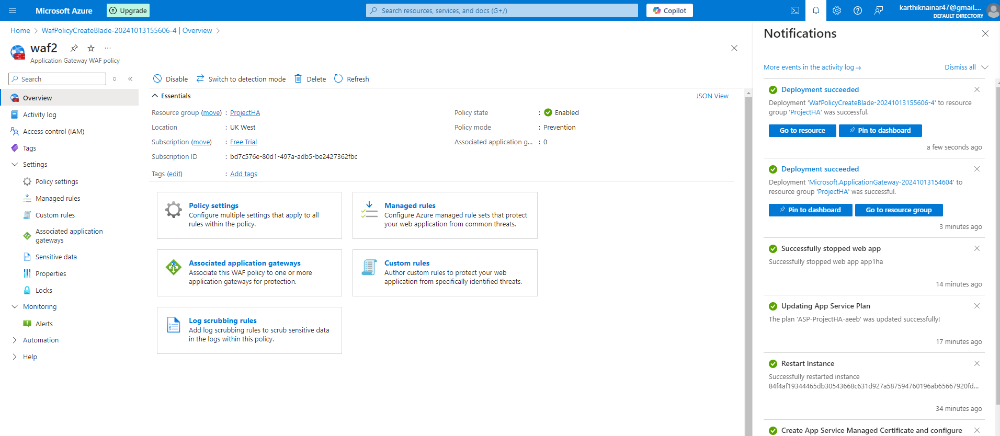 Microsoft Azure
Upgrade
Search resources, services, and docs (G+/)
Copilot
karthiknainar47@gmail....
DEFAULT DIRECTORY
Home > WafPolicyCreateBlade-20241013155606-4 | Overview >
waf2
Application Gateway WAF policy
Search
Overview
Activity log
Access control (IAM)
Tags
Settings
Policy settings
Managed rules
Custom rules
Associated application
gateways
Sensitive data
Properties
Locks
Monitoring
Alerts
Automation
Help
Disable
Switch to detection mode
Delete
Refresh
Essentials
JSON View
Resource group (move) : ProjectHA
Location : UK West
Subscription (move) : Free Trial
Subscription ID : bd7c576e-80d1-497a-adb5-be2427362fbc
Tags (edit) : Add tags
Policy state : Enabled
Policy mode : Prevention
Associated application g... : 0
Policy settings
Configure multiple settings that apply to all
rules within the policy.
Managed rules
Configure Azure managed rule sets that protect
your web application from common threats.
Associated application gateways
Associate this WAF policy to one or more
application gateways for protection.
Custom rules
Author custom rules to protect your web
application from specifically identified threats.
Log scrubbing rules
Add log scrubbing rules to scrub sensitive data
in the logs within this policy.
Notifications
More events in the activity log →
Dismiss all
Deployment succeeded
Deployment 'WafPolicyCreateBlade-20241013155606-4' to resource
group 'ProjectHA' was successful.
Go to resource
Pin to dashboard
a few seconds ago
Deployment succeeded
Deployment 'Microsoft.ApplicationGateway-20241013154604' to
resource group 'ProjectHA' was successful.
Pin to dashboard
Go to resource group
3 minutes ago
Successfully stopped web app
Successfully stopped web app app1ha
14 minutes ago
Updating App Service Plan
The plan 'ASP-ProjectHA-aeeb' was updated successfully!
17 minutes ago
Restart instance
Successfully restarted instance
84f4af19344465db30543668c631d927a587594760196ab65667920fd...
34 minutes ago
Create App Service Managed Certificate and configure